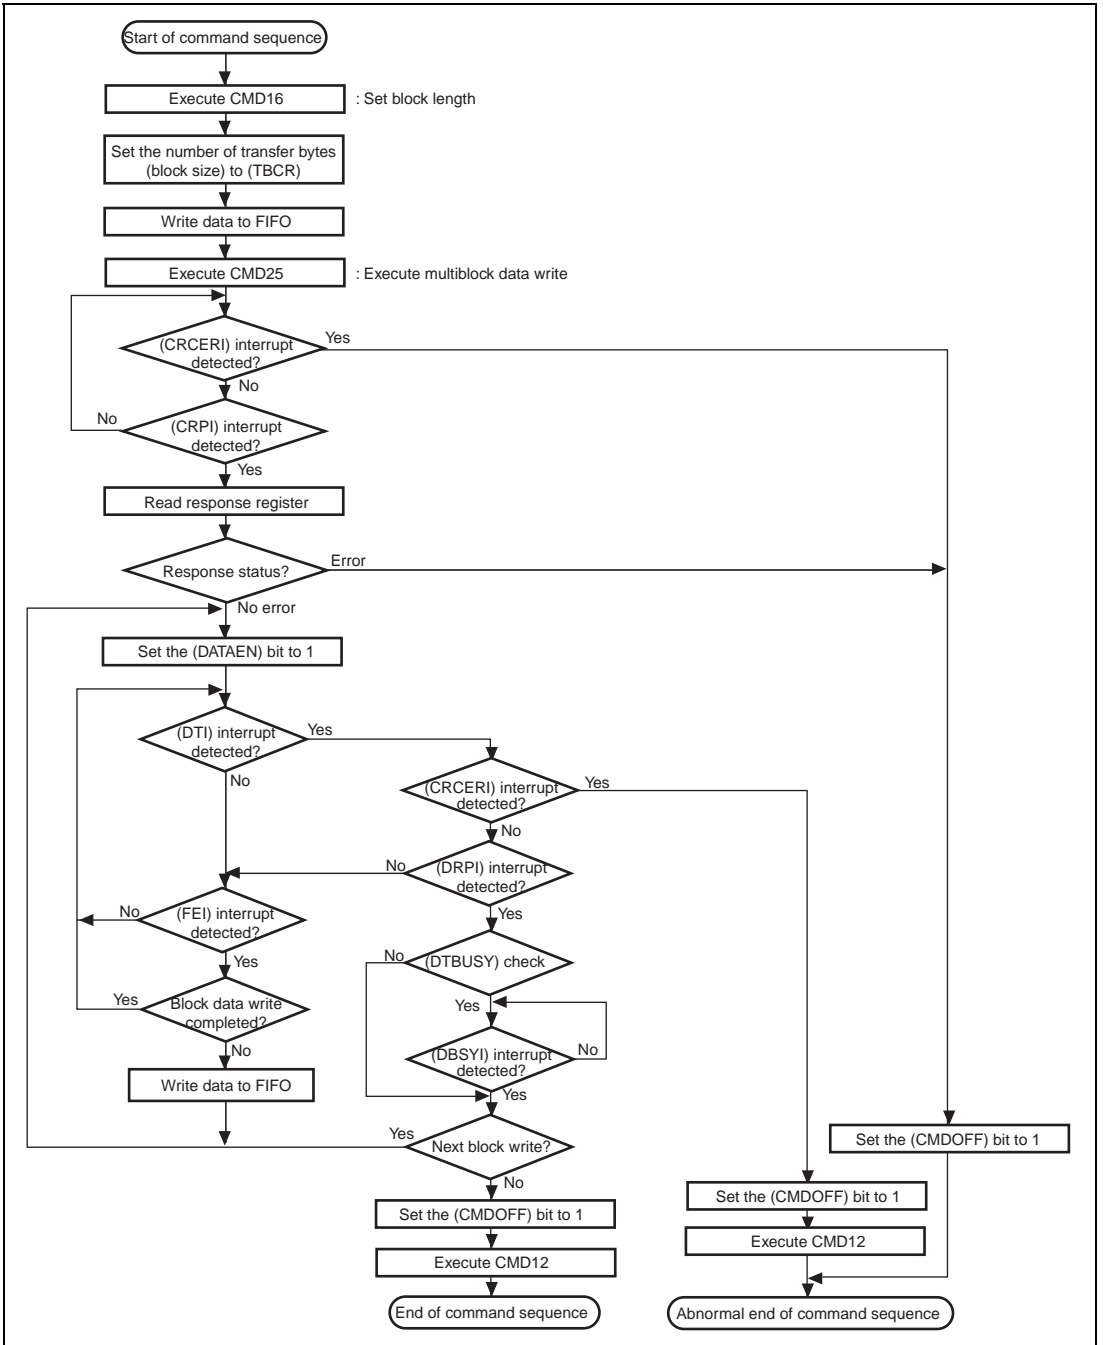 Start of command sequence
Execute CMD16
: Set block length
Set the number of transfer bytes
(block size) to (TBCR)
Write data to FIFO
Execute CMD25
: Execute multiblock data write
(CRCERI) interrupt
detected?
Yes
No
(CRPI) interrupt
detected?
No
Yes
Read response register
Response status?
Error
No error
Set the (DATAEN) bit to 1
(DTI) interrupt
detected?
Yes
No
(CRCERI) interrupt
detected?
Yes
No
(DRPI) interrupt
detected?
No
Yes
(FEI) interrupt
detected?
No
Yes
(DTBUSY) check
No
Yes
Block data write
completed?
Yes
No
(DBSYI) interrupt
detected?
No
Yes
Write data to FIFO
Next block write?
Yes
No
Set the (CMDOFF) bit to 1
Set the (CMDOFF) bit to 1
Set the (CMDOFF) bit to 1
Execute CMD12
Execute CMD12
End of command sequence
Abnormal end of command sequence